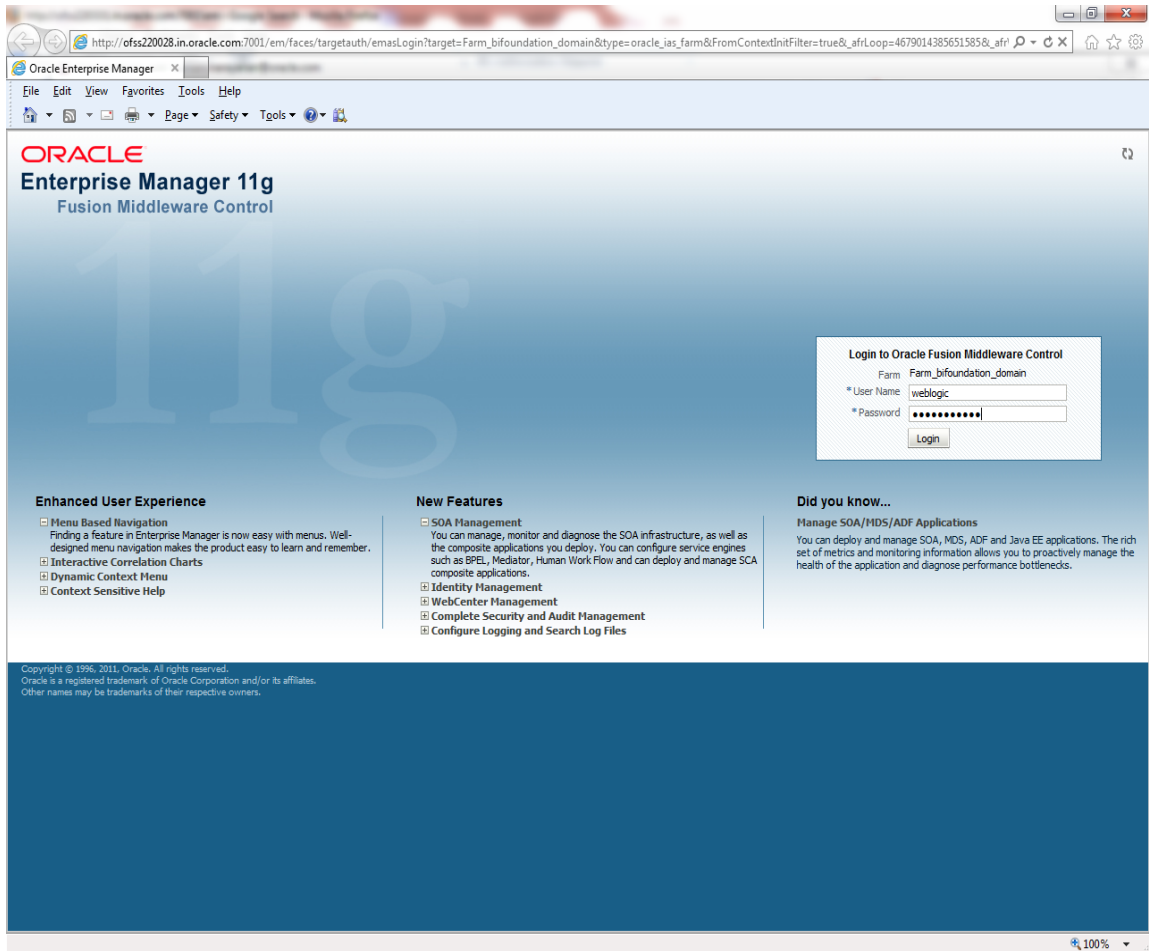 http://ofss220028.in.oracle.com:7001/em/faces/targetauth/emasLogin?target=Farm_bifoundation_domain&type=oracle_ias_farm&FromContextInitFilter=true&_afrLoop=4679014385651585&_afr
Oracle Enterprise Manager
File Edit View Favorites Tools Help
Page Safety Tools
ORACLE
Enterprise Manager 11g
Fusion Middleware Control
11g
Login to Oracle Fusion Middleware Control
Farm Farm_bifoundation_domain
* User Name weblogic
* Password •••••••••••
Login
Enhanced User Experience
Menu Based Navigation
Finding a feature in Enterprise Manager is now easy with menus. Well-
designed menu navigation makes the product easy to learn and remember.
Interactive Correlation Charts
Dynamic Context Menu
Context Sensitive Help
New Features
SOA Management
You can manage, monitor and diagnose the SOA infrastructure, as well as
the composite applications you deploy. You can configure service engines
such as BPEL, Mediator, Human Work Flow and can deploy and manage SCA
composite applications.
Identity Management
WebCenter Management
Complete Security and Audit Management
Configure Logging and Search Log Files
Did you know...
Manage SOA/MDS/ADF Applications
You can deploy and manage SOA, MDS, ADF and Java EE applications. The rich
set of metrics and monitoring information allows you to proactively manage the
health of the application and diagnose performance bottlenecks.
Copyright © 1996, 2011, Oracle. All rights reserved.
Oracle is a registered trademark of Oracle Corporation and/or its affiliates.
Other names may be trademarks of their respective owners.
100%